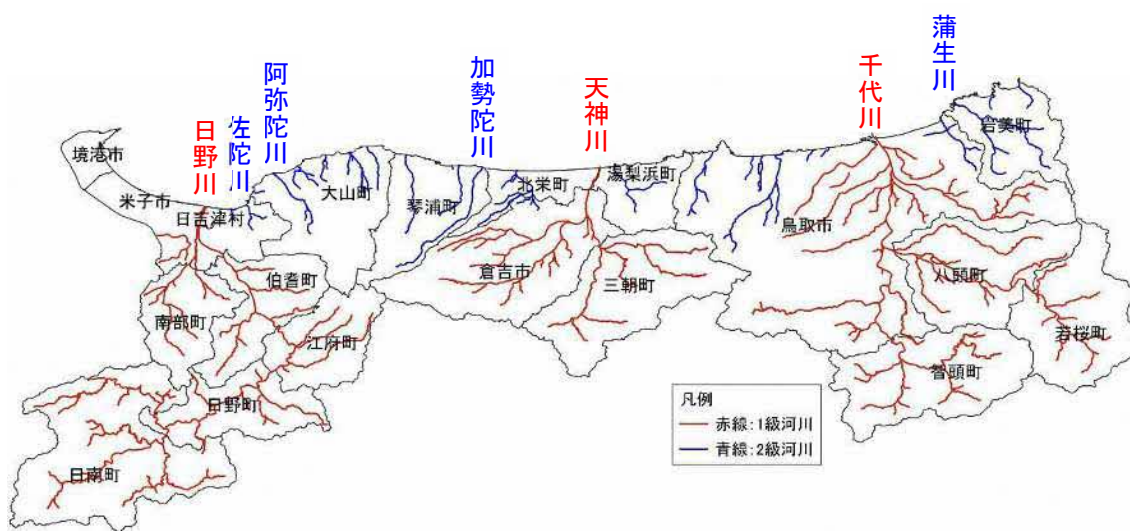 日野川
佐陀川
阿弥陀川
加勢陀川
天神川
千代川
蒲生川
境港市
米子市
日吉津村
大山町
琴浦町
北栄町
湯梨浜町
鳥取市
岩美町
南部町
伯耆町
江府町
倉吉市
三朝町
八頭町
若桜町
智頭町
日野町
日南町
凡例
赤線:1級河川
青線:2級河川